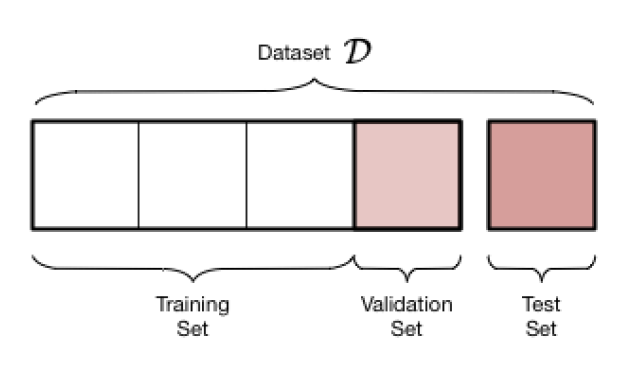 Dataset 𝒟
Training
Set
Validation
Set
Test
Set